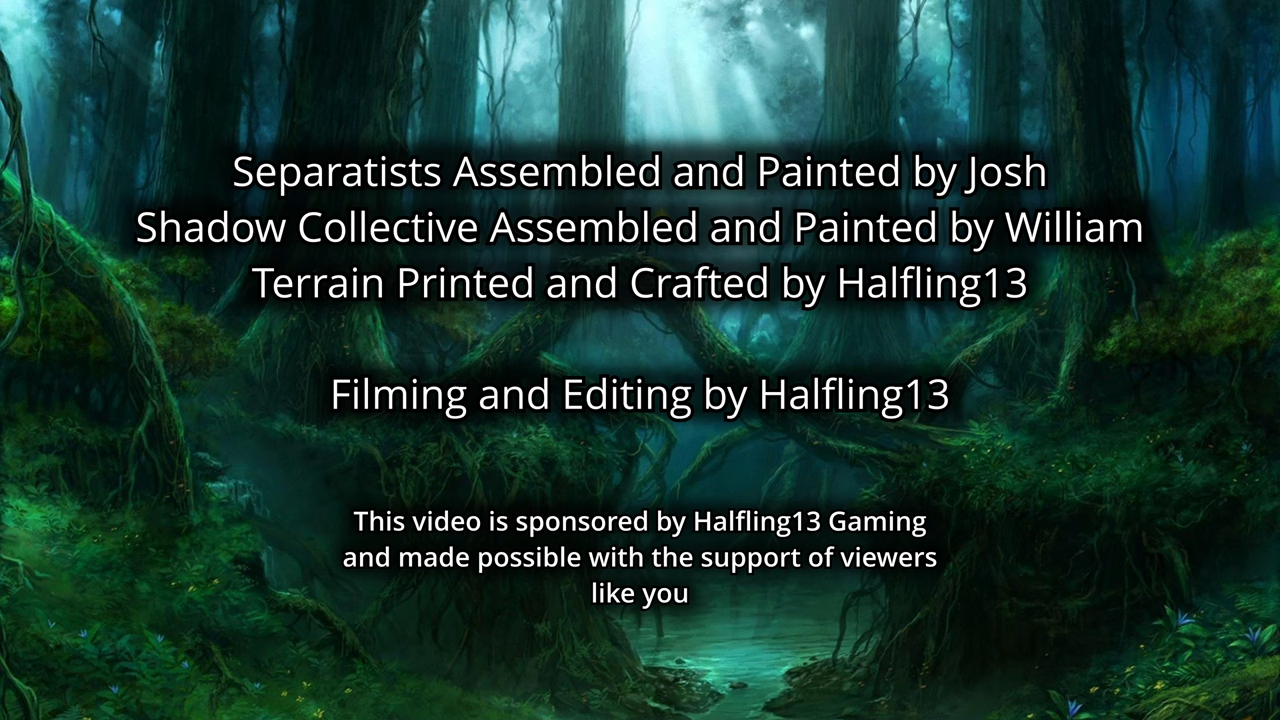 Separatists Assembled and Painted by Josh
Shadow Collective Assembled and Painted by William
Terrain Printed and Crafted by Halfling13
Filming and Editing by Halfling13
This video is sponsored by Halfling13 Gaming
and made possible with the support of viewers
like you